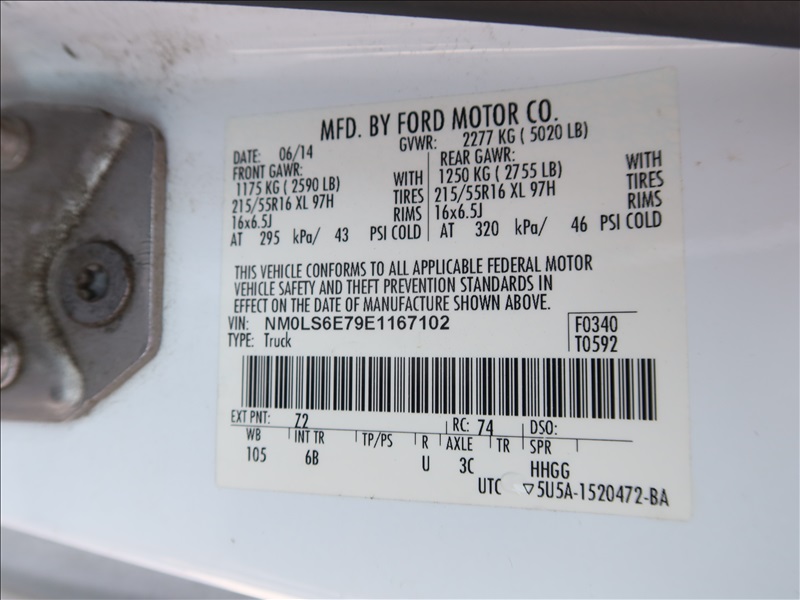 MFD. BY FORD MOTOR CO.
DATE: 06/14 GVWR: 2277 KG ( 5020 LB)
FRONT GAWR: REAR GAWR:
1175 KG ( 2590 LB) WITH 1250 KG ( 2755 LB) WITH
215/55R16 XL 97H TIRES 215/55R16 XL 97H TIRES
16x6.5J RIMS 16x6.5J RIMS
AT 295 kPa/ 43 PSI COLD AT 320 kPa/ 46 PSI COLD
THIS VEHICLE CONFORMS TO ALL APPLICABLE FEDERAL MOTOR
VEHICLE SAFETY AND THEFT PREVENTION STANDARDS IN
EFFECT ON THE DATE OF MANUFACTURE SHOWN ABOVE.
VIN: NM0LS6E79E1167102 F0340
TYPE: Truck T0592
EXT PNT: Z2 RC: 74 DSO:
WB INT TR TP/PS R AXLE TR SPR
105 6B U 3C HHGG
UTC ▽5U5A-1520472-BA